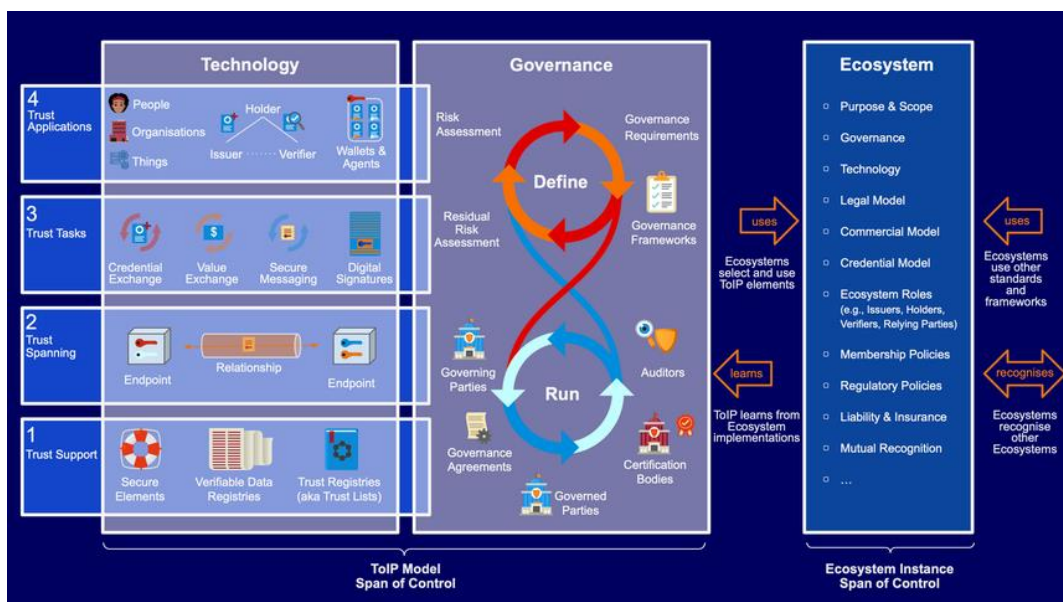 Technology
4
Trust
Applications
People
Organisations
Things
Holder
Issuer
Verifier
Wallets &
Agents
3
Trust Tasks
Credential
Exchange
Value
Exchange
Secure
Messaging
Digital
Signatures
$
2
Trust
Spanning
Endpoint
Relationship
Endpoint
1
Trust Support
Secure
Elements
Verifiable Data
Registries
Trust Registries
(aka Trust Lists)
Governance
Risk
Assessment
Governance
Requirements
Define
Residual
Risk
Assessment
Governance
Frameworks
Governing
Parties
Auditors
Run
Governance
Agreements
Certification
Bodies
Governed
Parties
ToIP Model
Span of Control
uses
Ecosystems
select and use
ToIP elements
learns
ToIP learns from
Ecosystem
implementations
Ecosystem
Purpose & Scope
Governance
Technology
Legal Model
Commercial Model
Credential Model
Ecosystem Roles
(e.g., Issuers, Holders,
Verifiers, Relying Parties)
Membership Policies
Regulatory Policies
Liability & Insurance
Mutual Recognition
…
Ecosystem Instance
Span of Control
uses
Ecosystems
use other
standards
and
frameworks
recognises
Ecosystems
recognise
other
Ecosystems